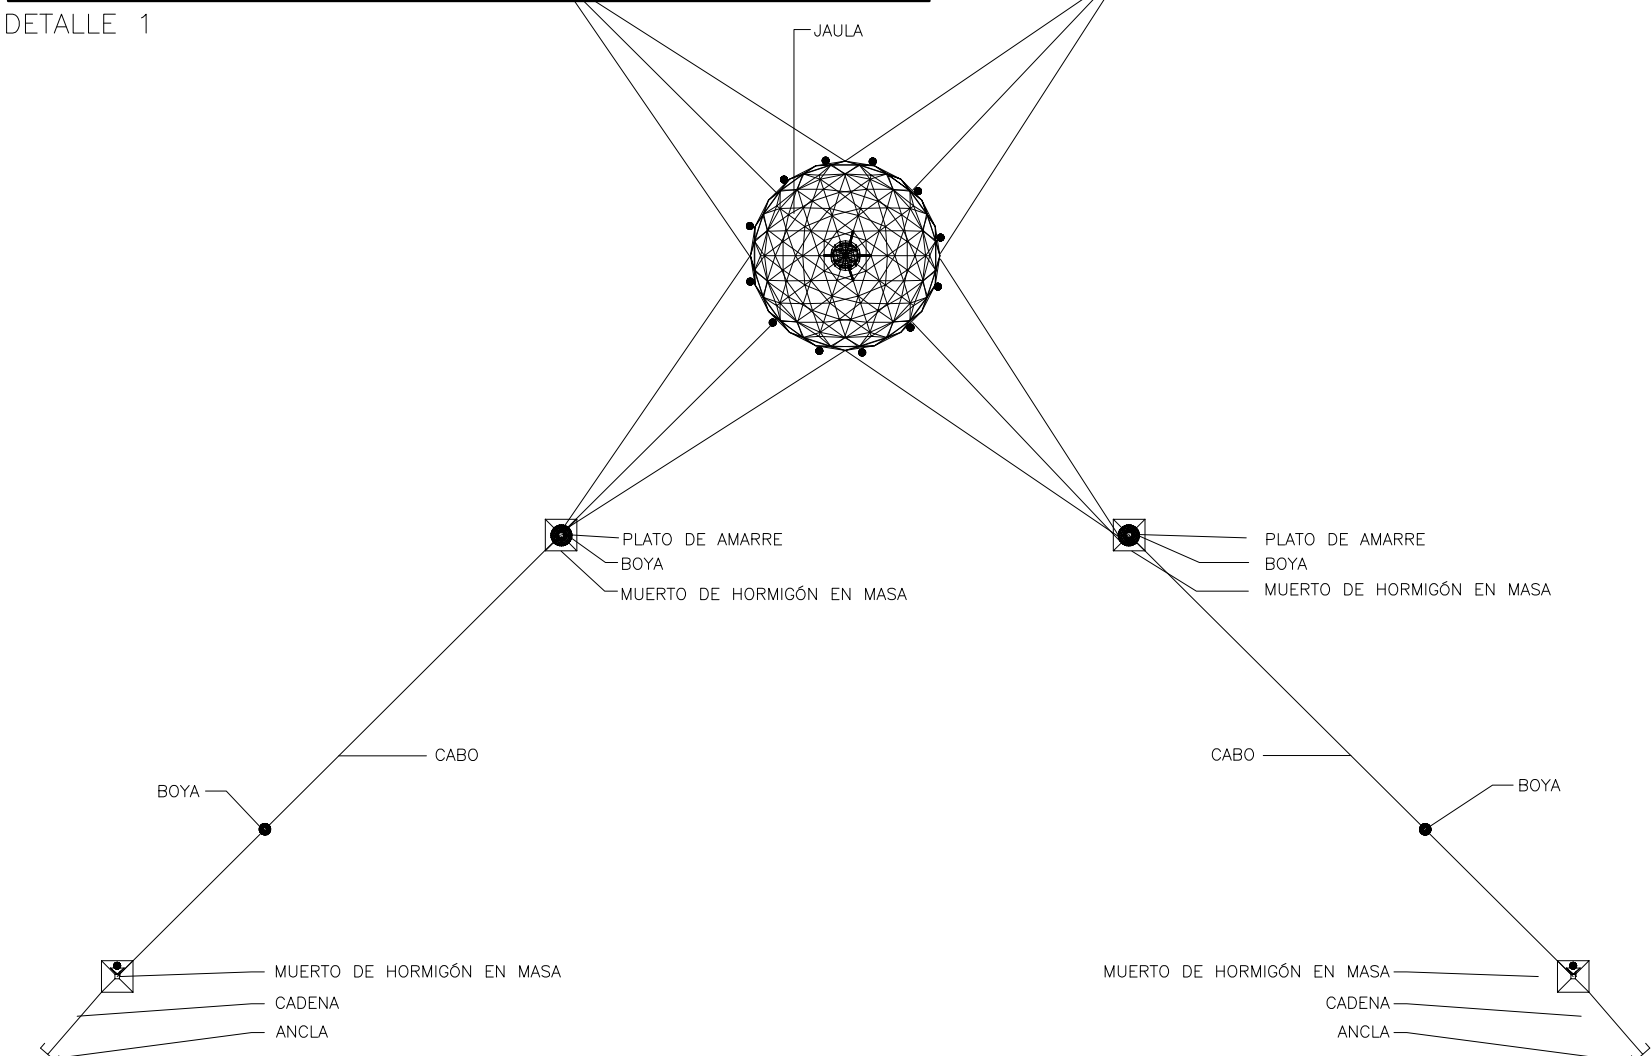 DETALLE 1
JAULA
PLATO DE AMARRE
BOYA
MUERTO DE HORMIGÓN EN MASA
PLATO DE AMARRE
BOYA
MUERTO DE HORMIGÓN EN MASA
CABO
CABO
BOYA
BOYA
MUERTO DE HORMIGÓN EN MASA
CADENA
ANCLA
MUERTO DE HORMIGÓN EN MASA
CADENA
ANCLA